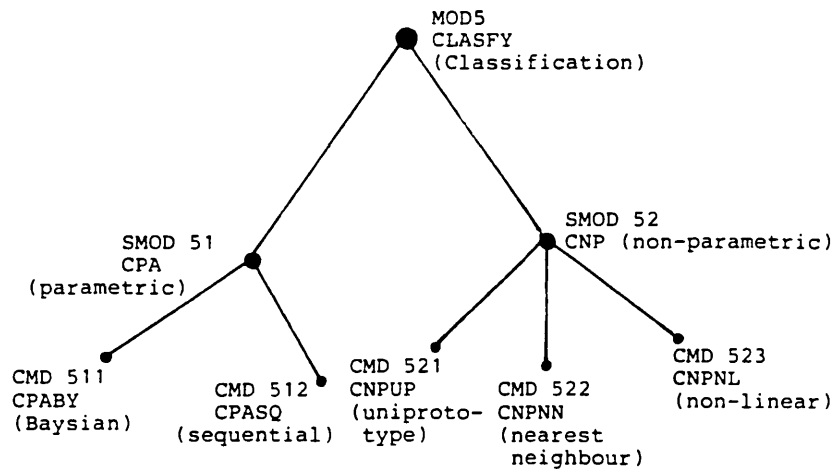 MOD5
CLASFY
(Classification)
SMOD 51
CPA
(parametric)
SMOD 52
CNP (non-parametric)
CMD 511
CPABY
(Baysian)
CMD 512
CPASQ
(sequential)
CMD 521
CNPUP
(uniproto-
type)
CMD 522
CNPNN
(nearest
neighbour)
CMD 523
CNPNL
(non-linear)